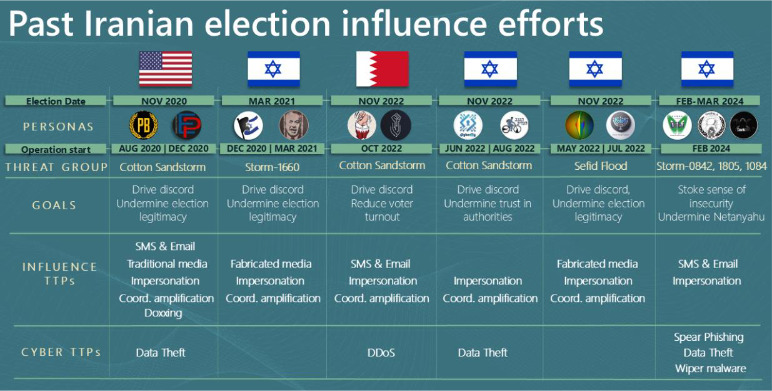 Past Iranian election influence efforts
Election Date NOV 2020 MAR 2021 NOV 2022 NOV 2022 NOV 2022 FEB-MAR 2024
PERSONAS PB
Operation start AUG 2020 | DEC 2020 DEC 2020 | MAR 2021 OCT 2022 JUN 2022 | AUG 2022 MAY 2022 | JUL 2022 FEB 2024
THREAT GROUP Cotton Sandstorm Storm-1660 Cotton Sandstorm Cotton Sandstorm Sefid Flood Storm-0842, 1805, 1084
GOALS
Drive discord
Undermine election
legitimacy
Drive discord
Undermine election
legitimacy
Drive discord
Reduce voter
turnout
Drive discord
Undermine trust in
authorities
Drive discord,
Undermine election
legitimacy
Stoke sense of
insecurity
Undermine Netanyahu
INFLUENCE
TTPs
SMS & Email
Traditional media
Impersonation
Coord. amplification
Doxxing
Fabricated media
Impersonation
Coord. amplification
SMS & Email
Impersonation
Coord. amplification
Impersonation
Coord. amplification
Fabricated media
Impersonation
Coord. amplification
SMS & Email
Impersonation
CYBER TTPs
Data Theft
DDoS
Data Theft
Spear Phishing
Data Theft
Wiper malware